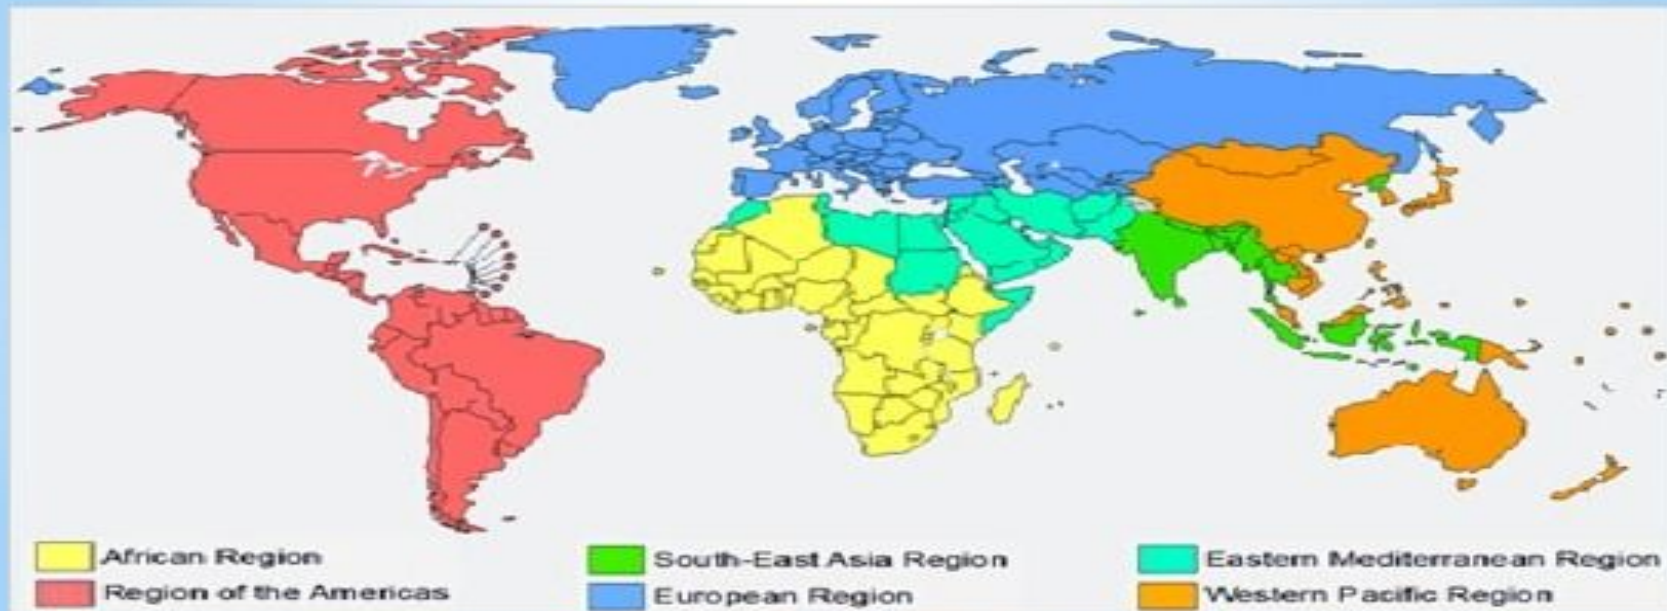 African Region
South-East Asia Region
Eastern Mediterranean Region
Region of the Americas
European Region
Western Pacific Region